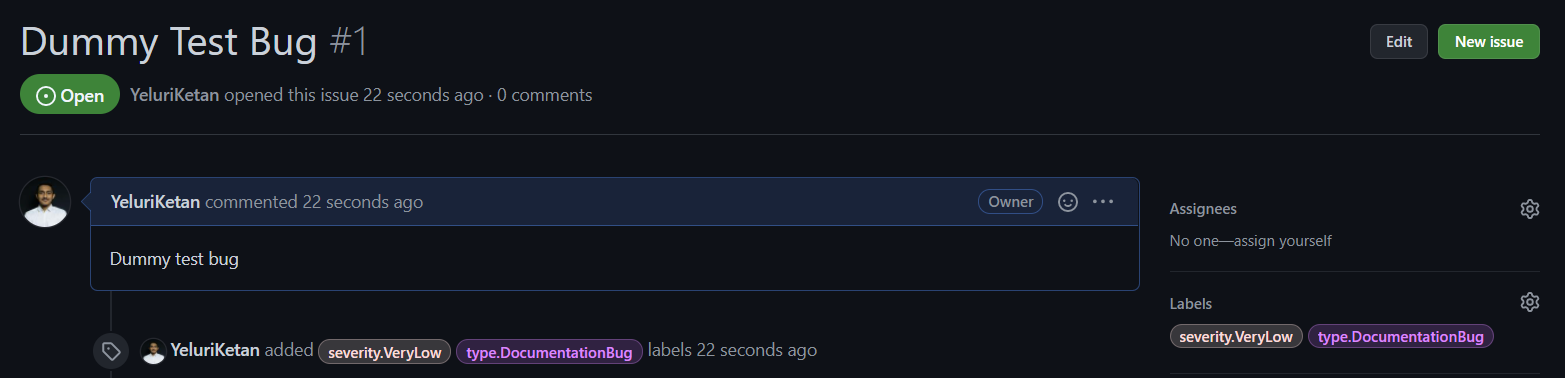 Dummy Test Bug #1
Edit
New issue
Open
YeluriKetan opened this issue 22 seconds ago · 0 comments
YeluriKetan commented 22 seconds ago
Owner
Dummy test bug
YeluriKetan added severity.VeryLow type.DocumentationBug labels 22 seconds ago
Assignees
No one—assign yourself
Labels
severity.VeryLow type.DocumentationBug